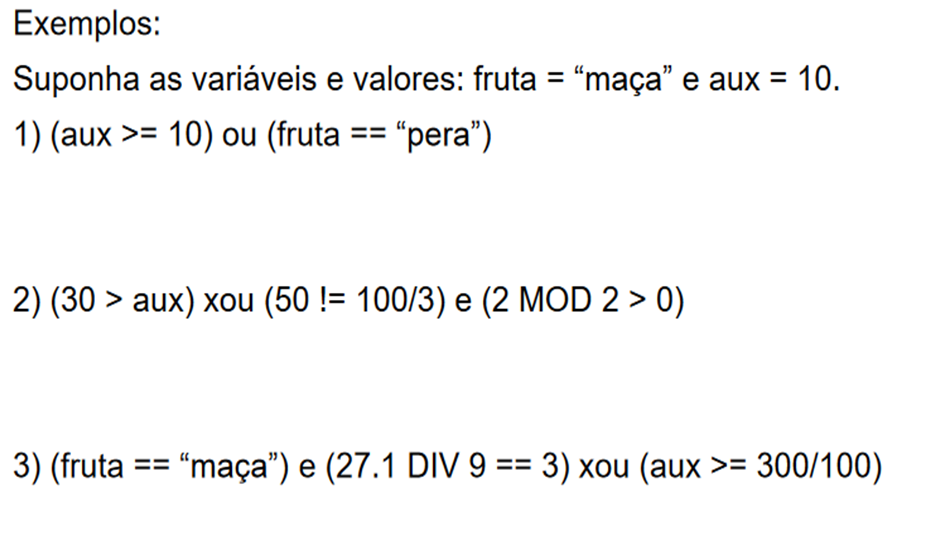 Exemplos:
Suponha as variáveis e valores: fruta = “maça” e aux = 10.
1) (aux >= 10) ou (fruta == “pera”)
2) (30 > aux) xou (50 != 100/3) e (2 MOD 2 > 0)
3) (fruta == “maça”) e (27.1 DIV 9 == 3) xou (aux >= 300/100)